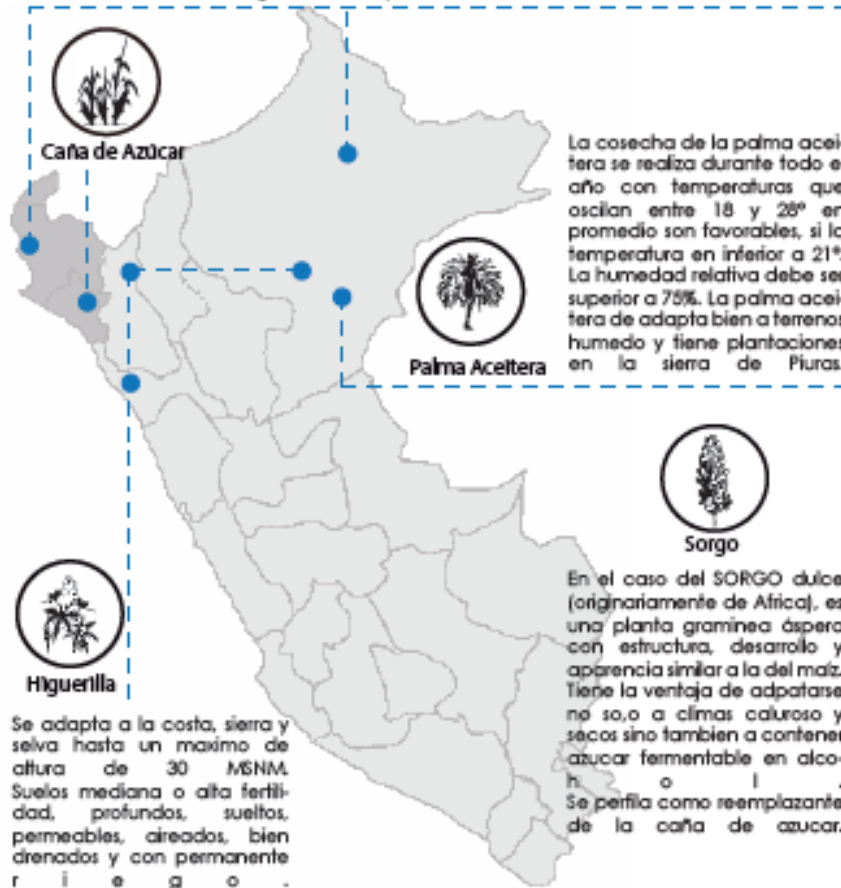 Caña de Azúcar
La cosecha de la palma acei-
tera se realiza durante todo e
año con temperaturas que
oscilan entre 18 y 28° en
promedio son favorables, si la
temperatura en inferior a 21°.
La humedad relativa debe ser
superior a 75%. La palma acei-
tera de adapta bien a terrenos
humedo y tiene plantaciones
en la sierra de Piuras.
Palma Aceitera
Sorgo
En el caso del SORGO dulce
(originariamente de Africa), es
una planta graminea áspera
con estructura, desarrollo y
aparencia similar a la del maíz.
Tiene la ventaja de adpatarse
no so,o a climas caluroso y
secos sino tambien a contener
azucar fermentable en alco-
h o l .
Se perfila como reemplazante
de la caña de azucar.
Higuerilla
Se adapta a la costa, sierra y
selva hasta un maximo de
altura de 30 MSNM.
Suelos mediana o alta fertili-
dad, profundos, sueltos,
permeables, aireados, bien
drenados y con permanente
r i e g o .